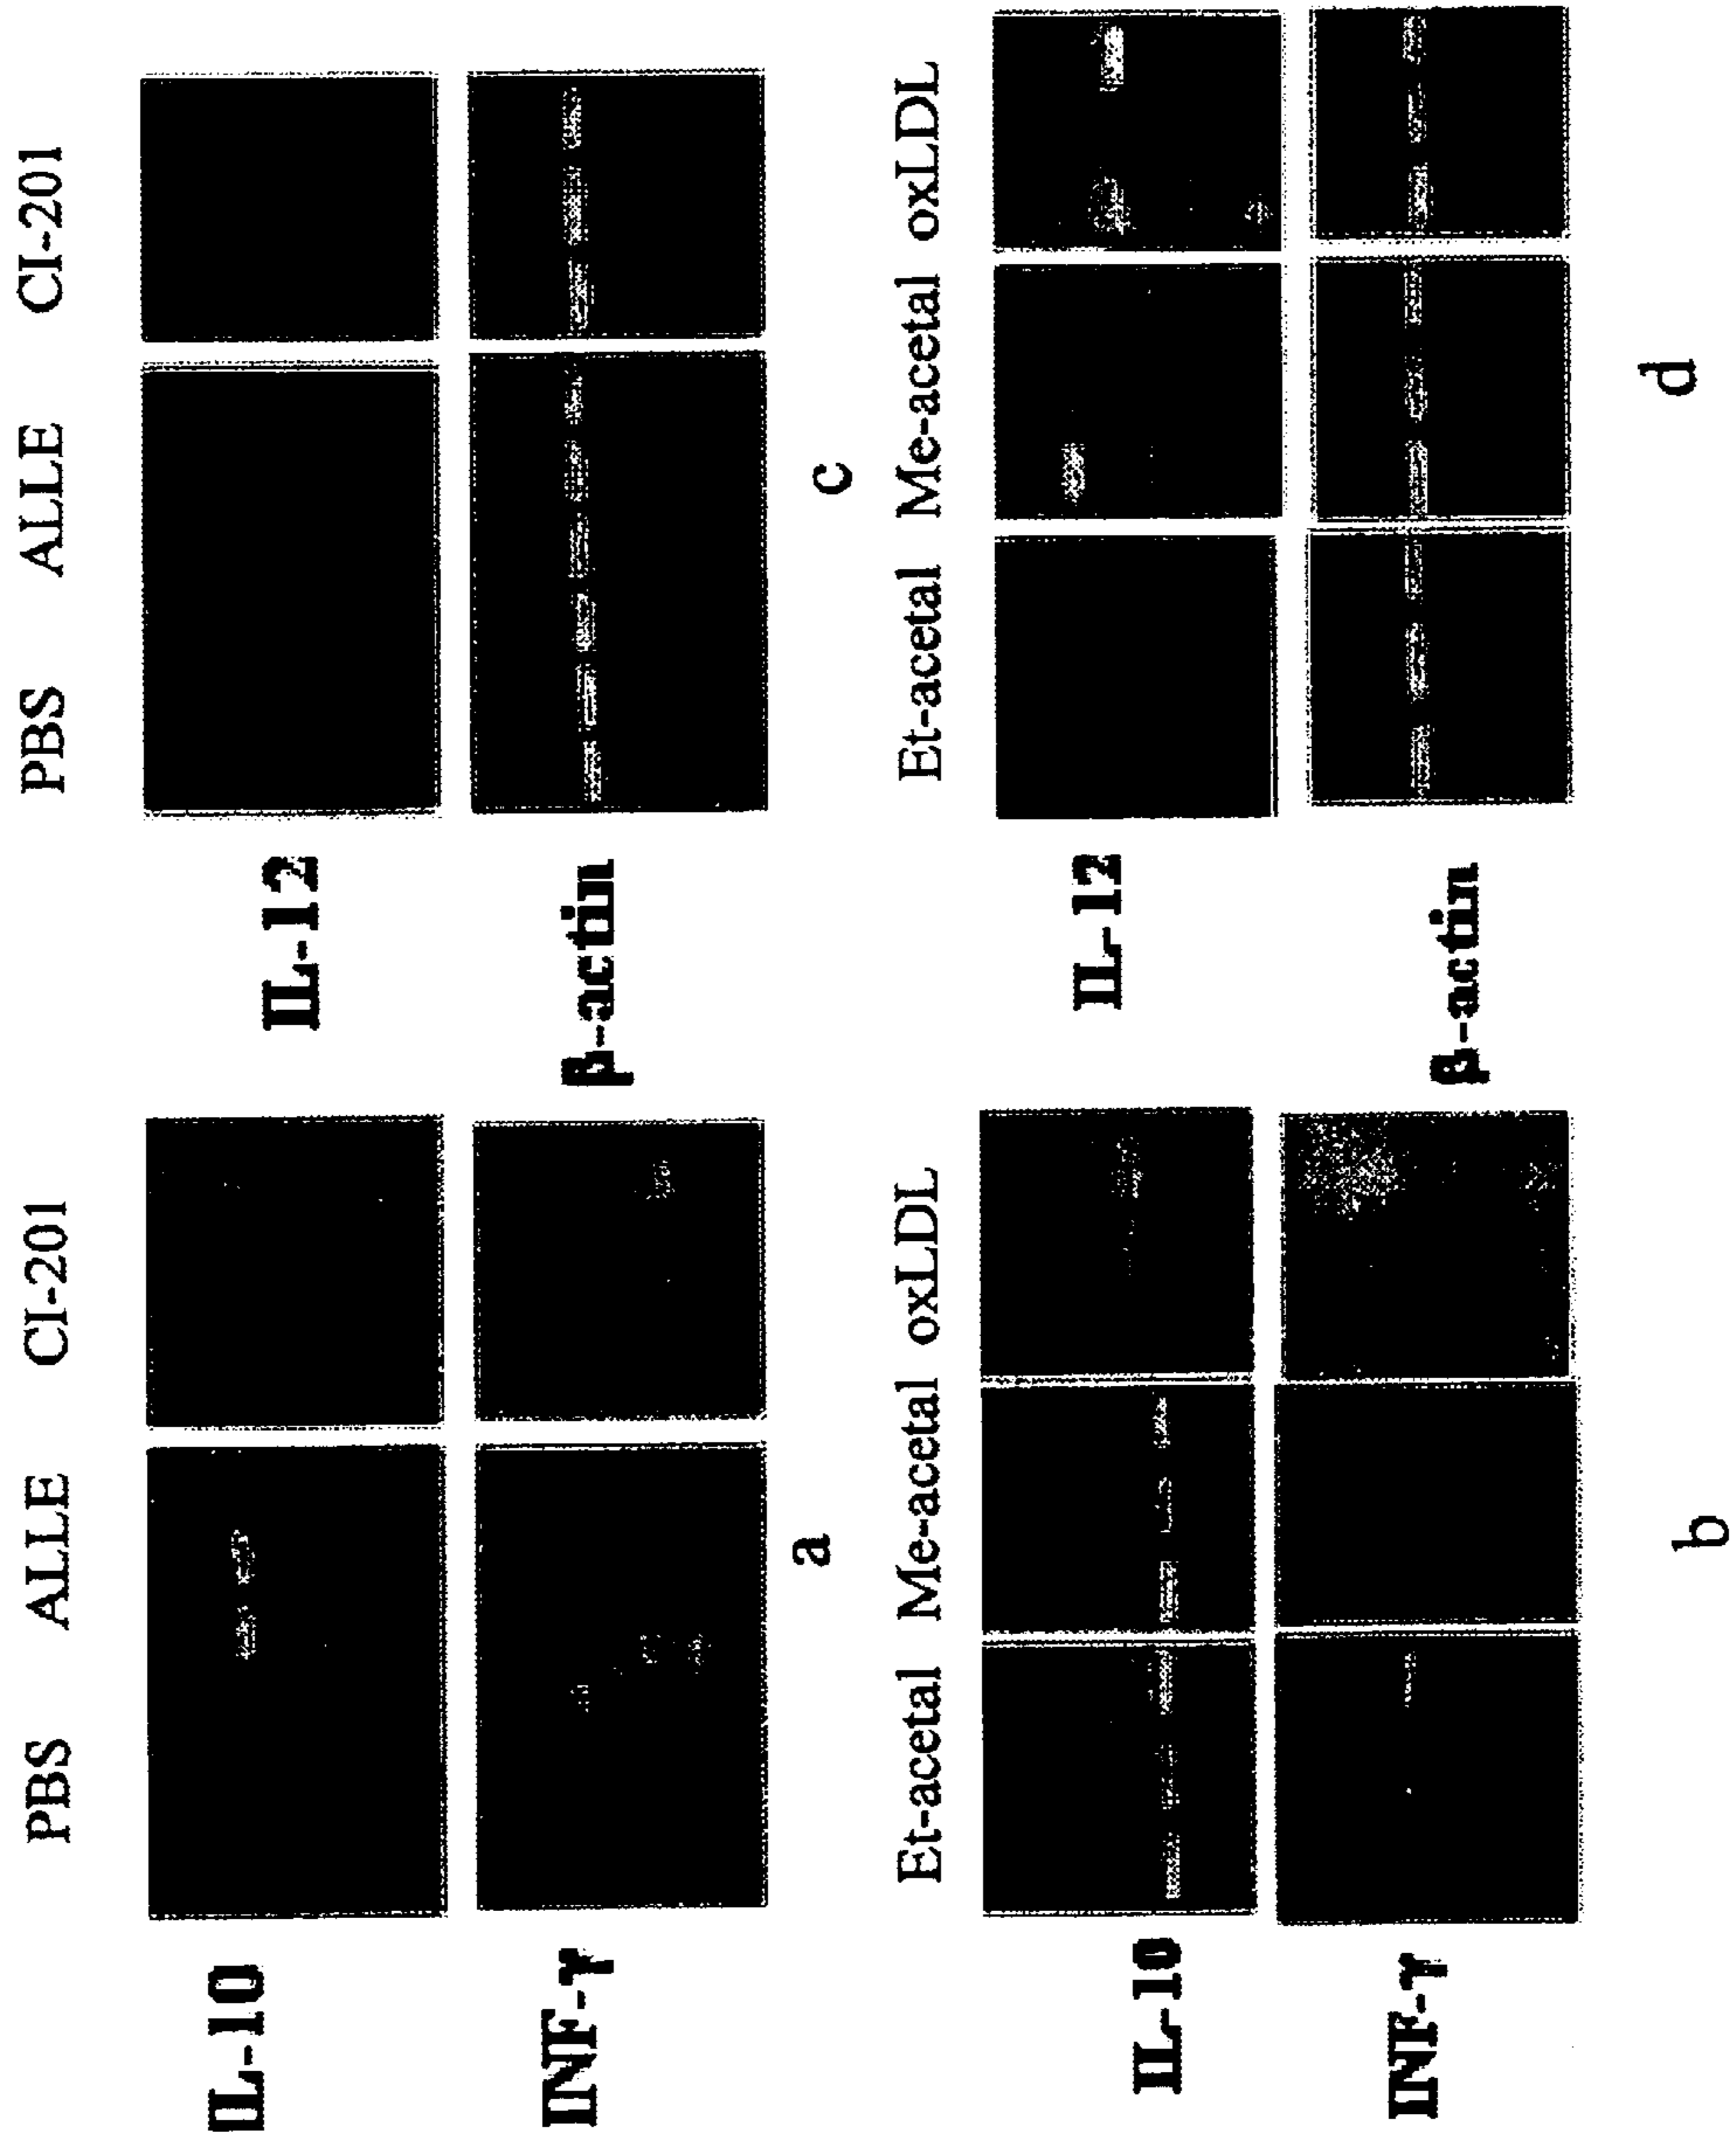 PBS ALLE CI-201
IL-10
INF-γ
a
PBS ALLE CI-201
IL-12
β-actin
c
Et-acetal Me-acetal oxLDL
IL-10
INF-γ
b
Et-acetal Me-acetal oxLDL
IL-12
β-actin
d